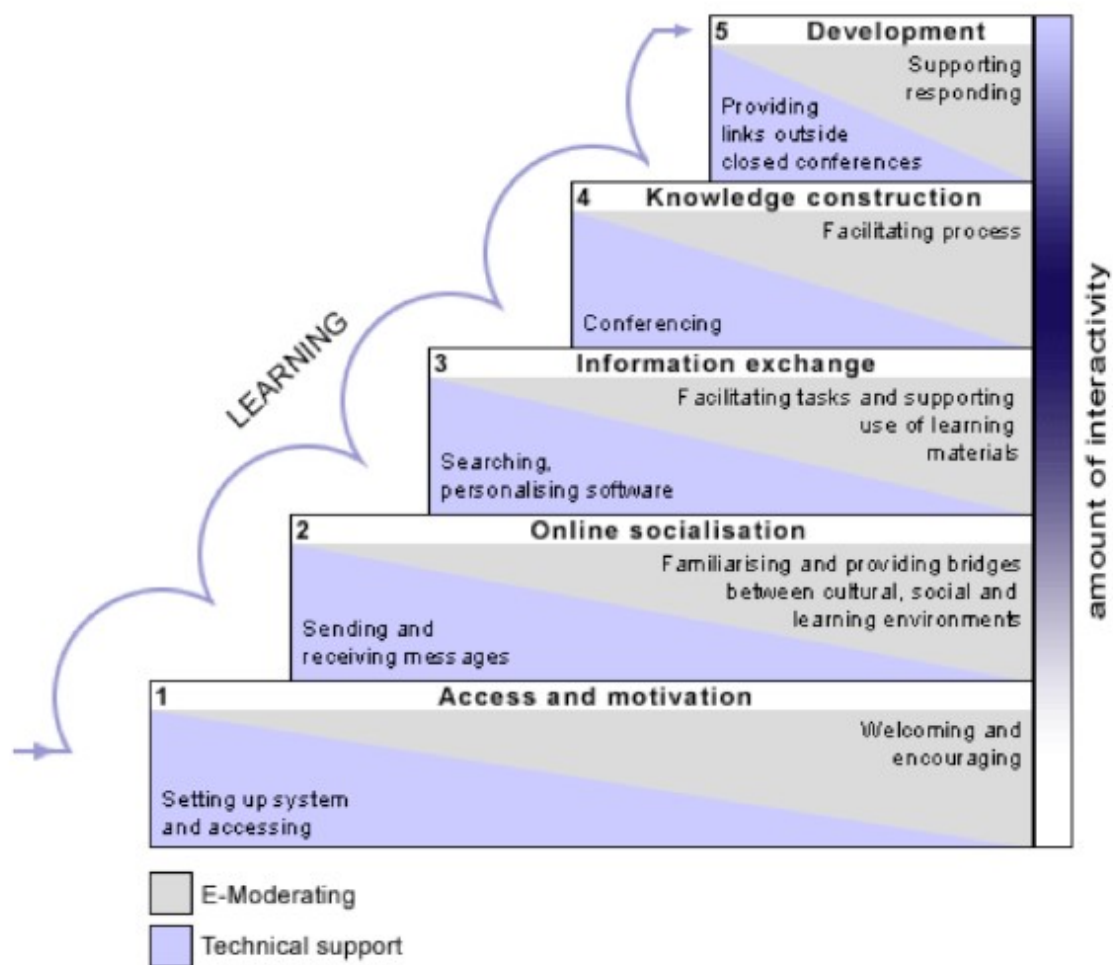 5 Development
Supporting
responding
Providing
links outside
closed conferences
4 Knowledge construction
Facilitating process
Conferencing
3 Information exchange
Facilitating tasks and supporting
use of learning
materials
Searching,
personalising software
2 Online socialisation
Familiarising and providing bridges
between cultural, social and
learning environments
Sending and
receiving messages
1 Access and motivation
Welcoming and
encouraging
Setting up system
and accessing
LEARNING
amount of interactivity
E-Moderating
Technical support